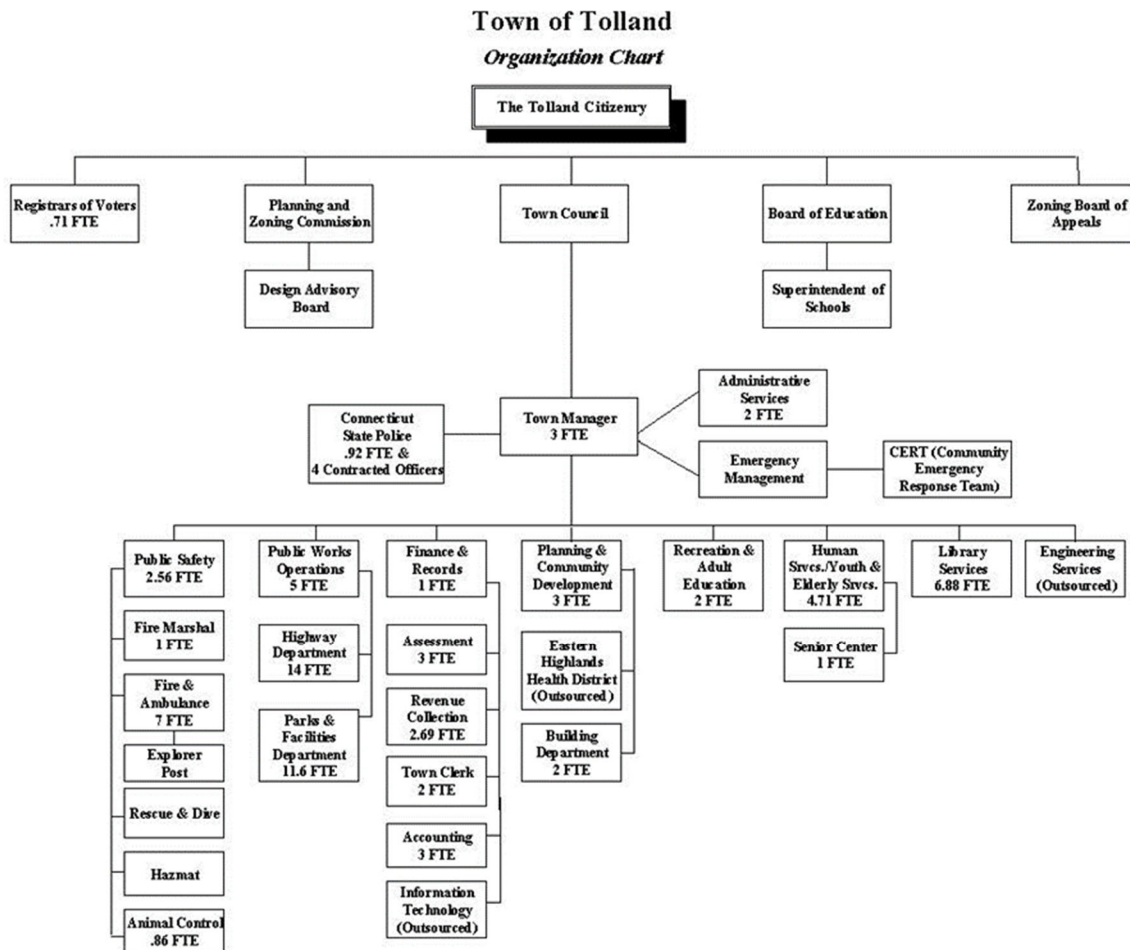 Town of Tolland
Organization Chart
The Tolland Citizenry
Registrars of Voters
.71 FTE
Planning and
Zoning Commission
Town Council
Board of Education
Zoning Board of
Appeals
Design Advisory
Board
Superintendent of
Schools
Connecticut
State Police
.92 FTE &
4 Contracted Officers
Town Manager
3 FTE
Administrative
Services
2 FTE
Emergency
Management
CERT (Community
Emergency
Response Team)
Public Safety
2.56 FTE
Fire Marshal
1 FTE
Fire &
Ambulance
7 FTE
Explorer
Post
Rescue & Dive
Hazmat
Animal Control
.86 FTE
Public Works
Operations
5 FTE
Highway
Department
14 FTE
Parks &
Facilities
Department
11.6 FTE
Finance &
Records
1 FTE
Assessment
3 FTE
Revenue
Collection
2.69 FTE
Town Clerk
2 FTE
Accounting
3 FTE
Information
Technology
(Outsourced)
Planning &
Community
Development
3 FTE
Eastern
Highlands
Health District
(Outsourced)
Building
Department
2 FTE
Recreation &
Adult
Education
2 FTE
Human
Srvcs./Youth &
Elderly Srvcs.
4.71 FTE
Senior Center
1 FTE
Library
Services
6.88 FTE
Engineering
Services
(Outsourced)